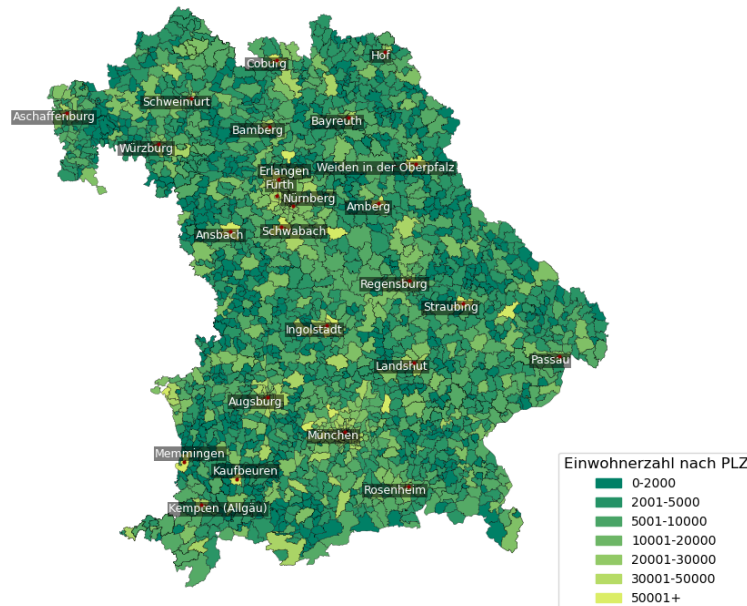 Hof
Coburg
Schweinfurt
Aschaffenburg
Bayreuth
Bamberg
Würzburg
Weiden in der Oberpfalz
Erlangen
Fürth
Nürnberg
Amberg
Schwabach
Ansbach
Regensburg
Straubing
Ingolstadt
Passau
Landshut
Augsburg
München
Memmingen
Kaufbeuren
Rosenheim
Kempten (Allgäu)
Einwohnerzahl nach PLZ
0-2000
2001-5000
5001-10000
10001-20000
20001-30000
30001-50000
50001+